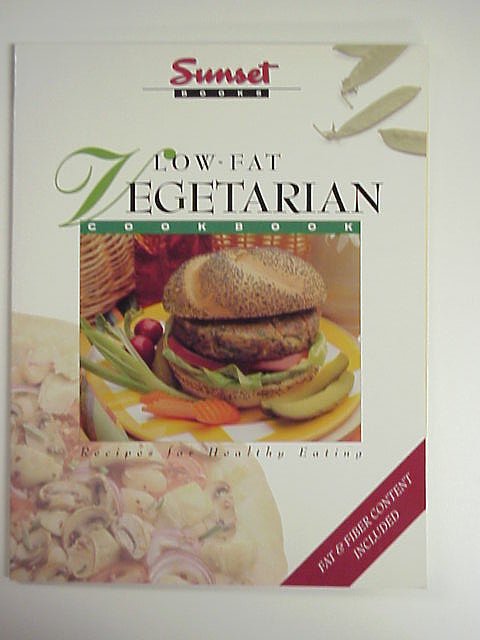 Sunset
BOOKS
LOW-FAT
VEGETARIAN
COOKBOOK
Recipes for Healthy Eating
FAT & FIBER CONTENT
INCLUDED